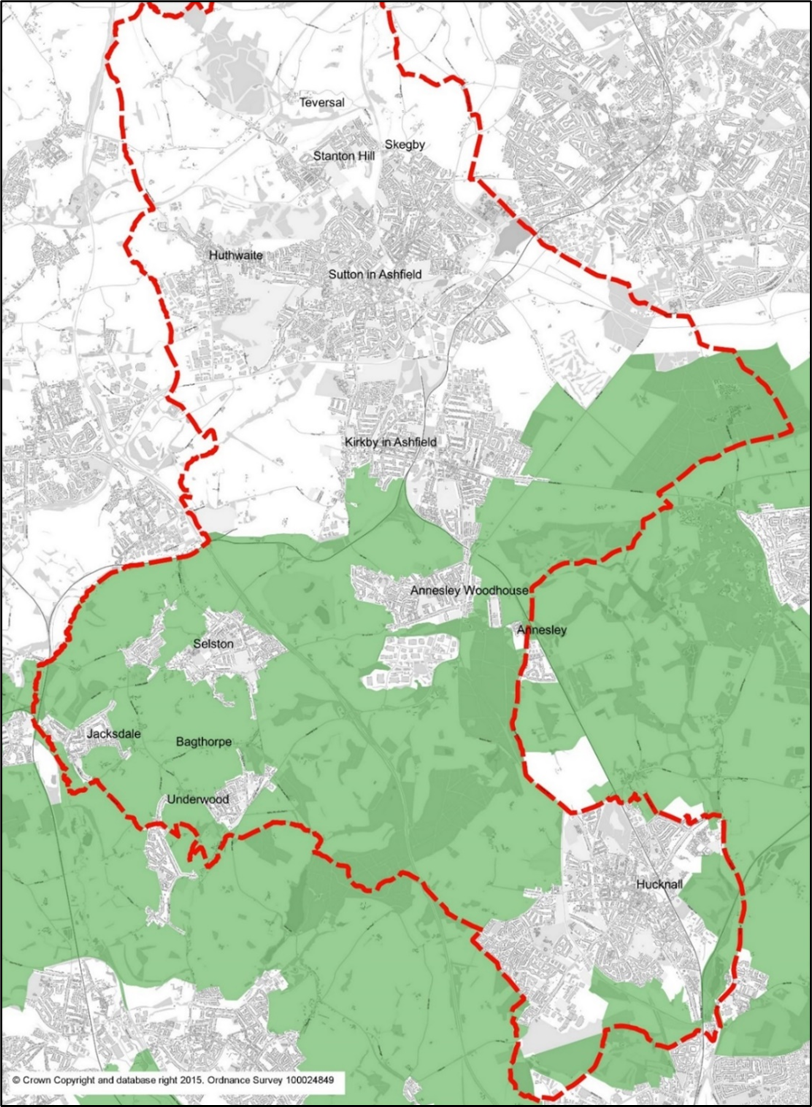 Teversal
Skegby
Stanton Hill
Huthwaite
Sutton in Ashfield
Kirkby in Ashfield
Annesley Woodhouse
Annesley
Selston
Jacksdale
Bagthorpe
Underwood
Hucknall
© Crown Copyright and database right 2015. Ordnance Survey 100024849